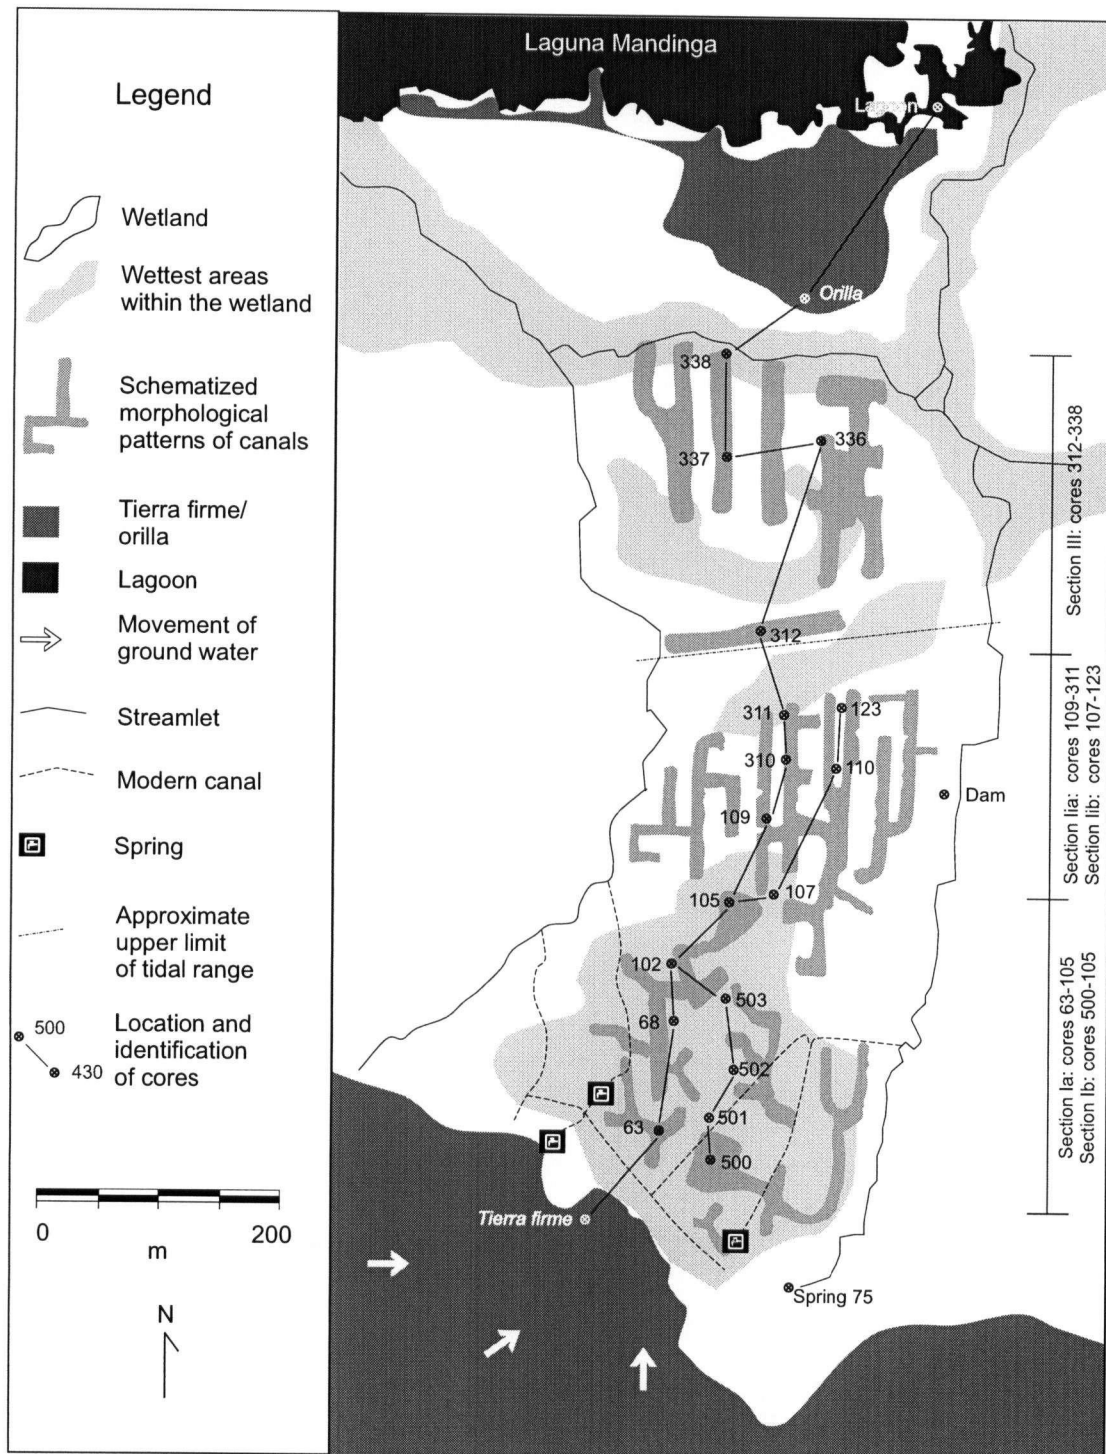 Legend
Wetland
Wettest areas
within the wetland
Schematized
morphological
patterns of canals
Tierra firme/
orilla
Lagoon
Movement of
ground water
Streamlet
Modern canal
Spring
Approximate
upper limit
of tidal range
500
Location and
identification
of cores
430
0
200
m
N
Laguna Mandinga
Lagoon
Orilla
338
336
337
312
311
123
310
110
Dam
109
107
105
102
503
68
502
501
63
500
Tierra firme
Spring 75
Section III: cores 312-338
Section Iia: cores 109-311
Section Iib: cores 107-123
Section Ia: cores 63-105
Section Ib: cores 500-105